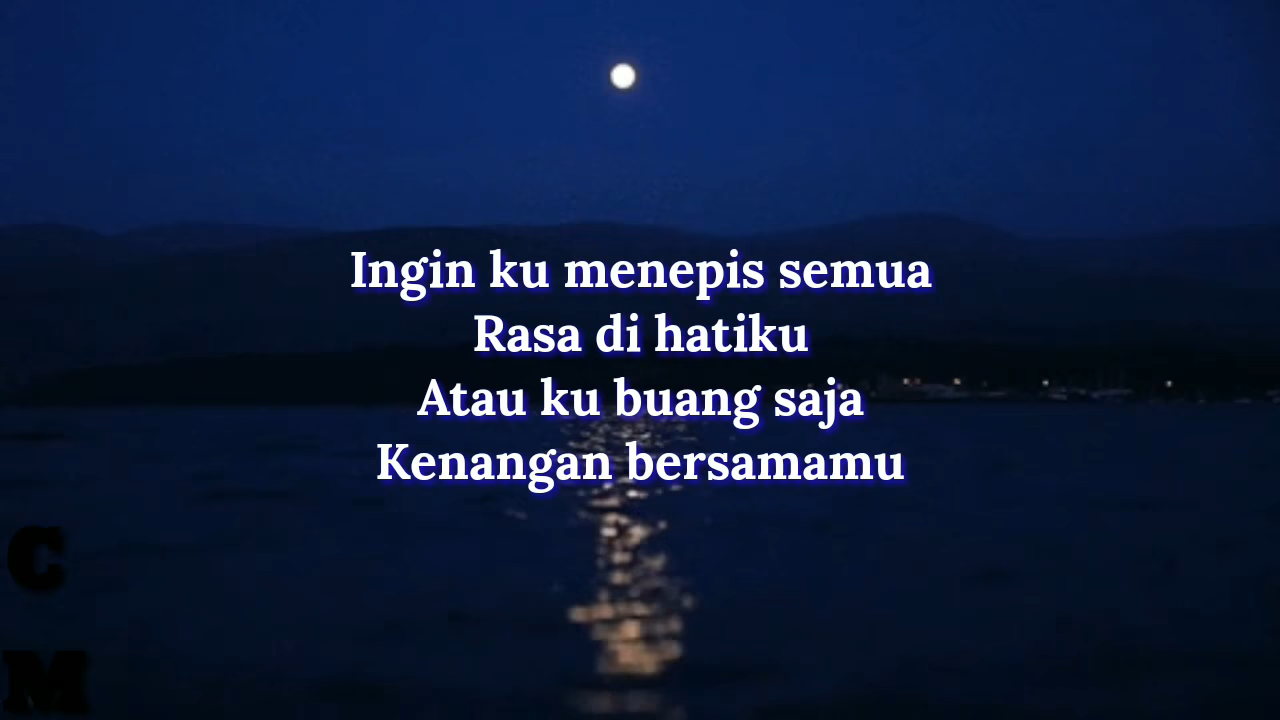 Ingin ku menepis semua
Rasa di hatiku
Atau ku buang saja
Kenangan bersamamu
C
M